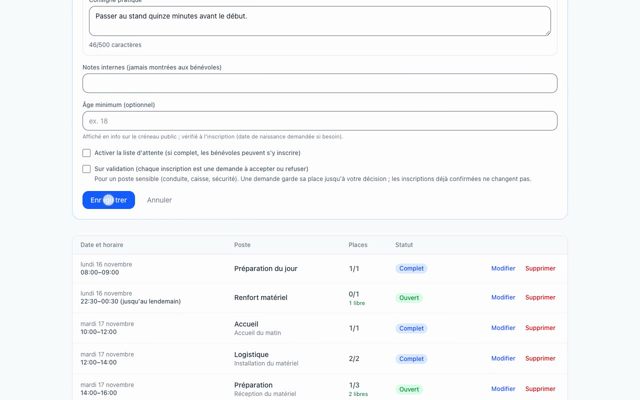 Consigne pratique
Passer au stand quinze minutes avant le début.
46/500 caractères
Notes internes (jamais montrées aux bénévoles)
Âge minimum (optionnel)
ex. 18
Affiché en info sur le créneau public ; vérifié à l'inscription (date de naissance demandée si besoin).
Activer la liste d'attente (si complet, les bénévoles peuvent s'y inscrire)
Sur validation (chaque inscription est une demande à accepter ou refuser)
Pour un poste sensible (conduite, caisse, sécurité). Une demande garde sa place jusqu'à votre décision ; les inscriptions déjà confirmées ne changent pas.
Enregistrer Annuler
Date et horaire Poste Places Statut
lundi 16 novembre
08:00–09:00 Préparation du jour 1/1 Complet Modifier Supprimer
lundi 16 novembre
22:30–00:30 (jusqu'au lendemain) Renfort matériel 0/1 Ouvert Modifier Supprimer
1 libre
mardi 17 novembre
10:00–12:00 Accueil 1/1 Complet Modifier Supprimer
Accueil du matin
mardi 17 novembre
12:00–14:00 Logistique 2/2 Complet Modifier Supprimer
Installation du matériel
mardi 17 novembre
14:00–16:00 Préparation 1/3 Ouvert Modifier Supprimer
Réception du matériel 2 libres